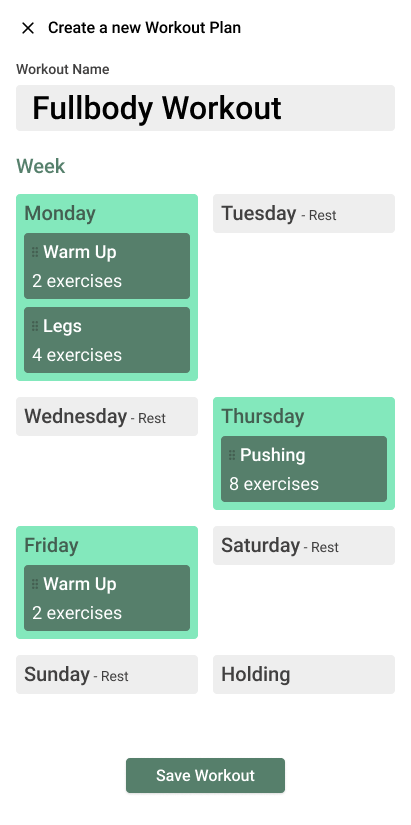 Create a new Workout Plan
Workout Name
Fullbody Workout
Week
Monday
Warm Up
2 exercises
Legs
4 exercises
Tuesday - Rest
Wednesday - Rest
Thursday
Pushing
8 exercises
Friday
Warm Up
2 exercises
Saturday - Rest
Sunday - Rest
Holding
Save Workout